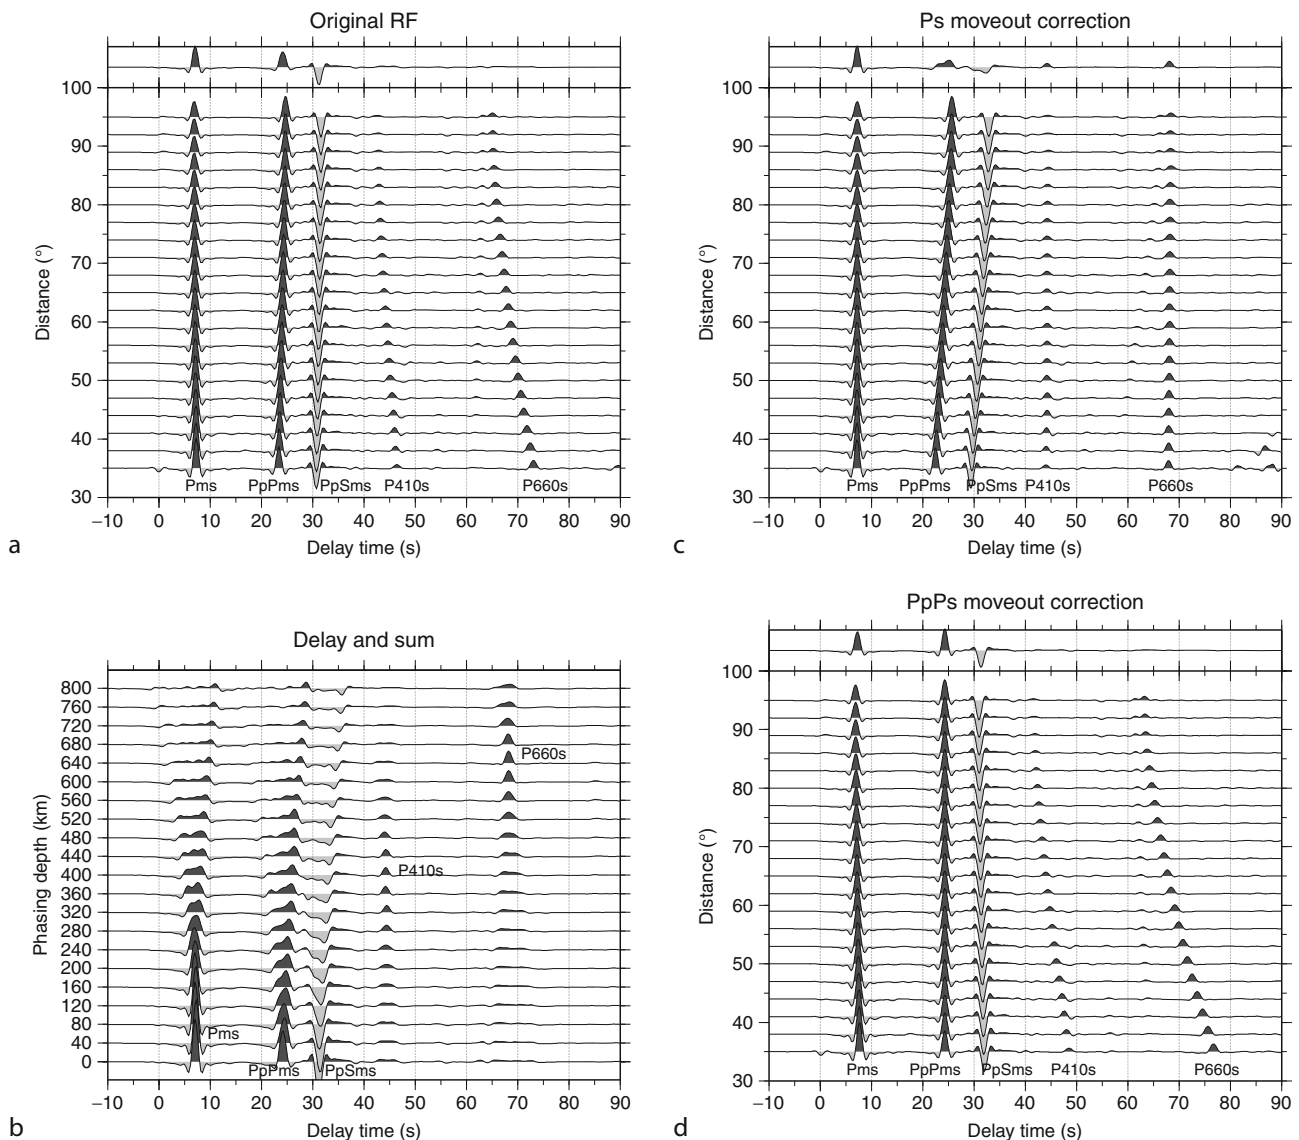 Original RF
100
90
80
70
60
50
40
30
Distance (°)
Pms PpPms PpSms P410s P660s
−10 0 10 20 30 40 50 60 70 80 90
Delay time (s)
a
Ps moveout correction
100
90
80
70
60
50
40
30
Distance (°)
Pms PpPms PpSms P410s P660s
−10 0 10 20 30 40 50 60 70 80 90
Delay time (s)
c
Delay and sum
800
760
720
680
640
600
560
520
480
440
400
360
320
280
240
200
160
120
80
40
0
Phasing depth (km)
P660s
P410s
Pms
PpPms PpSms
−10 0 10 20 30 40 50 60 70 80 90
Delay time (s)
b
PpPs moveout correction
100
90
80
70
60
50
40
30
Distance (°)
Pms PpPms PpSms P410s P660s
−10 0 10 20 30 40 50 60 70 80 90
Delay time (s)
d